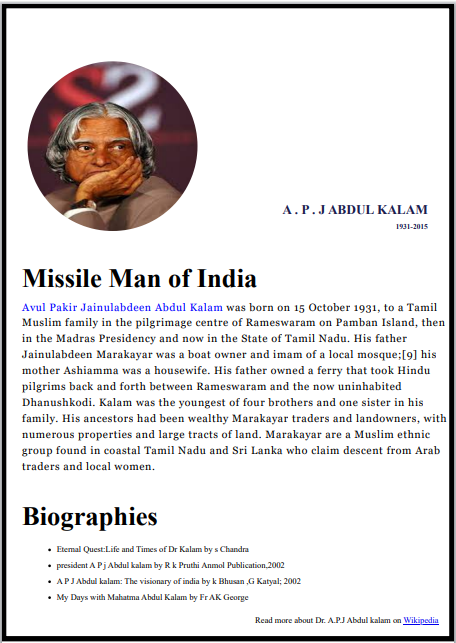 A . P . J ABDUL KALAM
1931-2015
Missile Man of India
Avul Pakir Jainulabdeen Abdul Kalam was born on 15 October 1931, to a Tamil
Muslim family in the pilgrimage centre of Rameswaram on Pamban Island, then
in the Madras Presidency and now in the State of Tamil Nadu. His father
Jainulabdeen Marakayar was a boat owner and imam of a local mosque;[9] his
mother Ashiamma was a housewife. His father owned a ferry that took Hindu
pilgrims back and forth between Rameswaram and the now uninhabited
Dhanushkodi. Kalam was the youngest of four brothers and one sister in his
family. His ancestors had been wealthy Marakayar traders and landowners, with
numerous properties and large tracts of land. Marakayar are a Muslim ethnic
group found in coastal Tamil Nadu and Sri Lanka who claim descent from Arab
traders and local women.
Biographies
• Eternal Quest:Life and Times of Dr Kalam by s Chandra
• president A P j Abdul kalam by R k Pruthi Anmol Publication,2002
• A P J Abdul kalam: The visionary of india by k Bhusan ,G Katyal; 2002
• My Days with Mahatma Abdul Kalam by Fr AK George
Read more about Dr. A.P.J Abdul kalam on Wikipedia